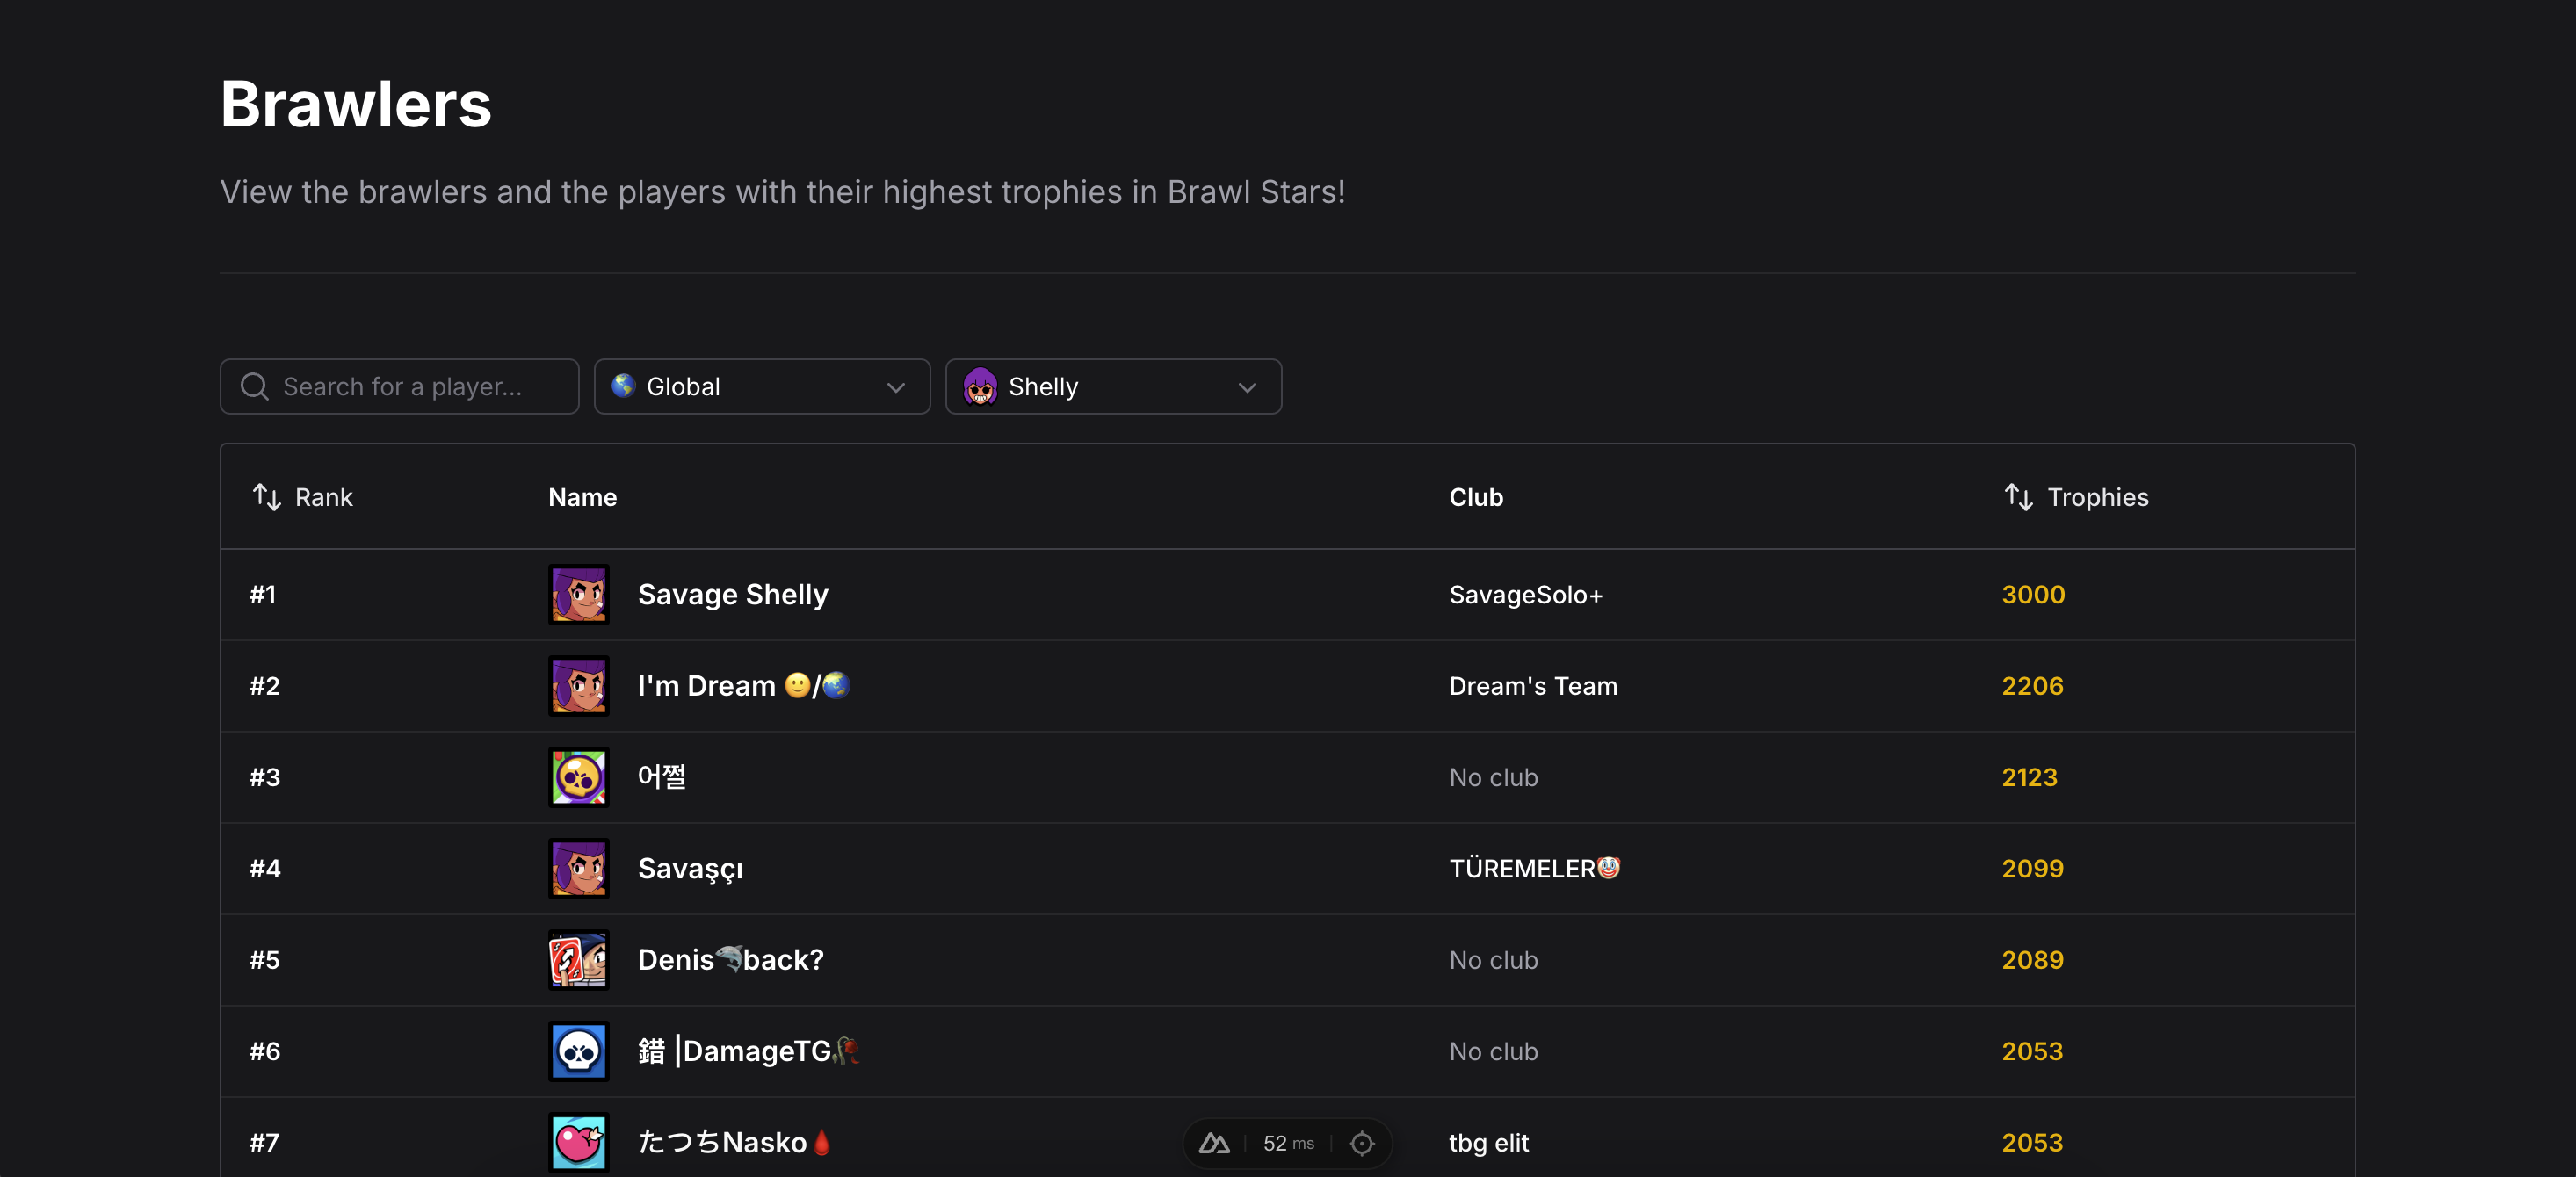 Brawlers
View the brawlers and the players with their highest trophies in Brawl Stars!
Search for a player... Global Shelly
Rank Name Club Trophies
#1 Savage Shelly SavageSolo+ 3000
#2 I'm Dream 🙂/🌏 Dream's Team 2206
#3 어쩔 No club 2123
#4 Savaşçı TÜREMELER🤡 2099
#5 Denis🐬back? No club 2089
#6 錯 |DamageTG🥀 No club 2053
#7 たつちNasko🩸 tbg elit 2053
52 ms